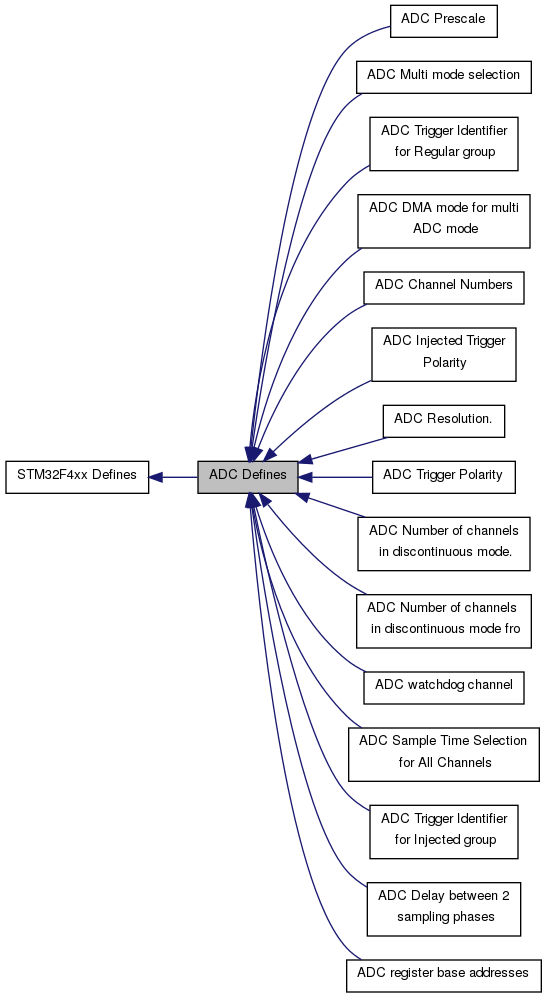 ADC Prescale
ADC Multi mode selection
ADC Trigger Identifier
for Regular group
ADC DMA mode for multi
ADC mode
ADC Channel Numbers
ADC Injected Trigger
Polarity
ADC Resolution.
STM32F4xx Defines
ADC Defines
ADC Trigger Polarity
ADC Number of channels
in discontinuous mode.
ADC Number of channels
in discontinuous mode fro
ADC watchdog channel
ADC Sample Time Selection
for All Channels
ADC Trigger Identifier
for Injected group
ADC Delay between 2
sampling phases
ADC register base addresses